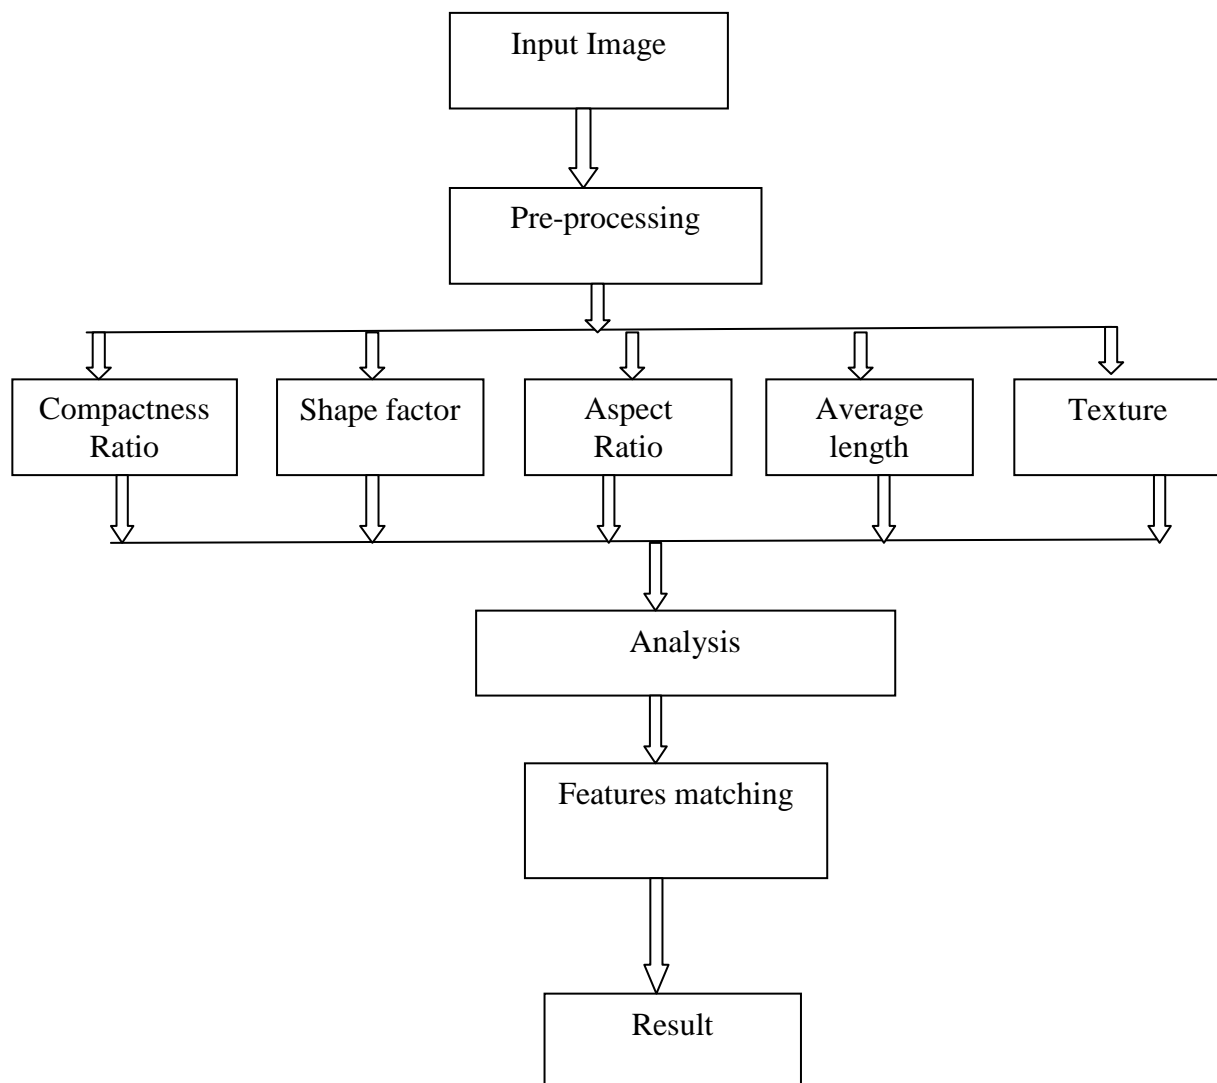 Input Image
Pre-processing
Compactness
Ratio
Shape factor
Aspect
Ratio
Average
length
Texture
Analysis
Features matching
Result